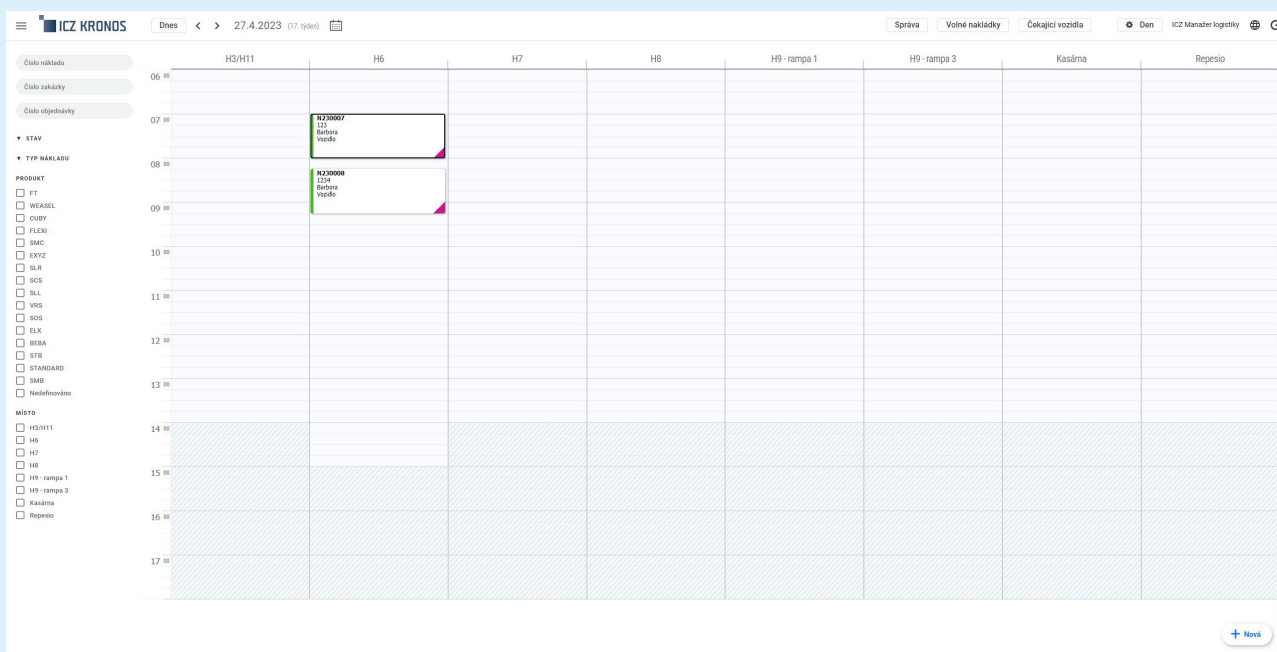 ICZ KRONOS Dnes 27.4.2023 (17. týden) Správa Volné nakládky Čekající vozidla Den ICZ Manažer logistiky
H3/H11 H6 H7 H8 H9 - rampa 1 H9 - rampa 3 Kasárna Repesio
Číslo nákladu
Číslo zakázky
Číslo objednávky
STAV
TYP NÁKLADU
PRODUKT
FT
WEASEL
CUBY
FLEXI
SMC
EXYZ
SLR
SCS
SLL
VRS
SOS
ELX
BEBA
STB
STANDARD
SMB
Nedefinováno
MÍSTO
H3/H11
H6
H7
H8
H9 - rampa 1
H9 - rampa 3
Kasárna
Repesio
06 00
07 00
08 00
09 00
10 00
11 00
12 00
13 00
14 00
15 00
16 00
17 00
N230007
123
Barbora
Vozidlo
N230008
1234
Barbora
Vozidlo
+ Nová